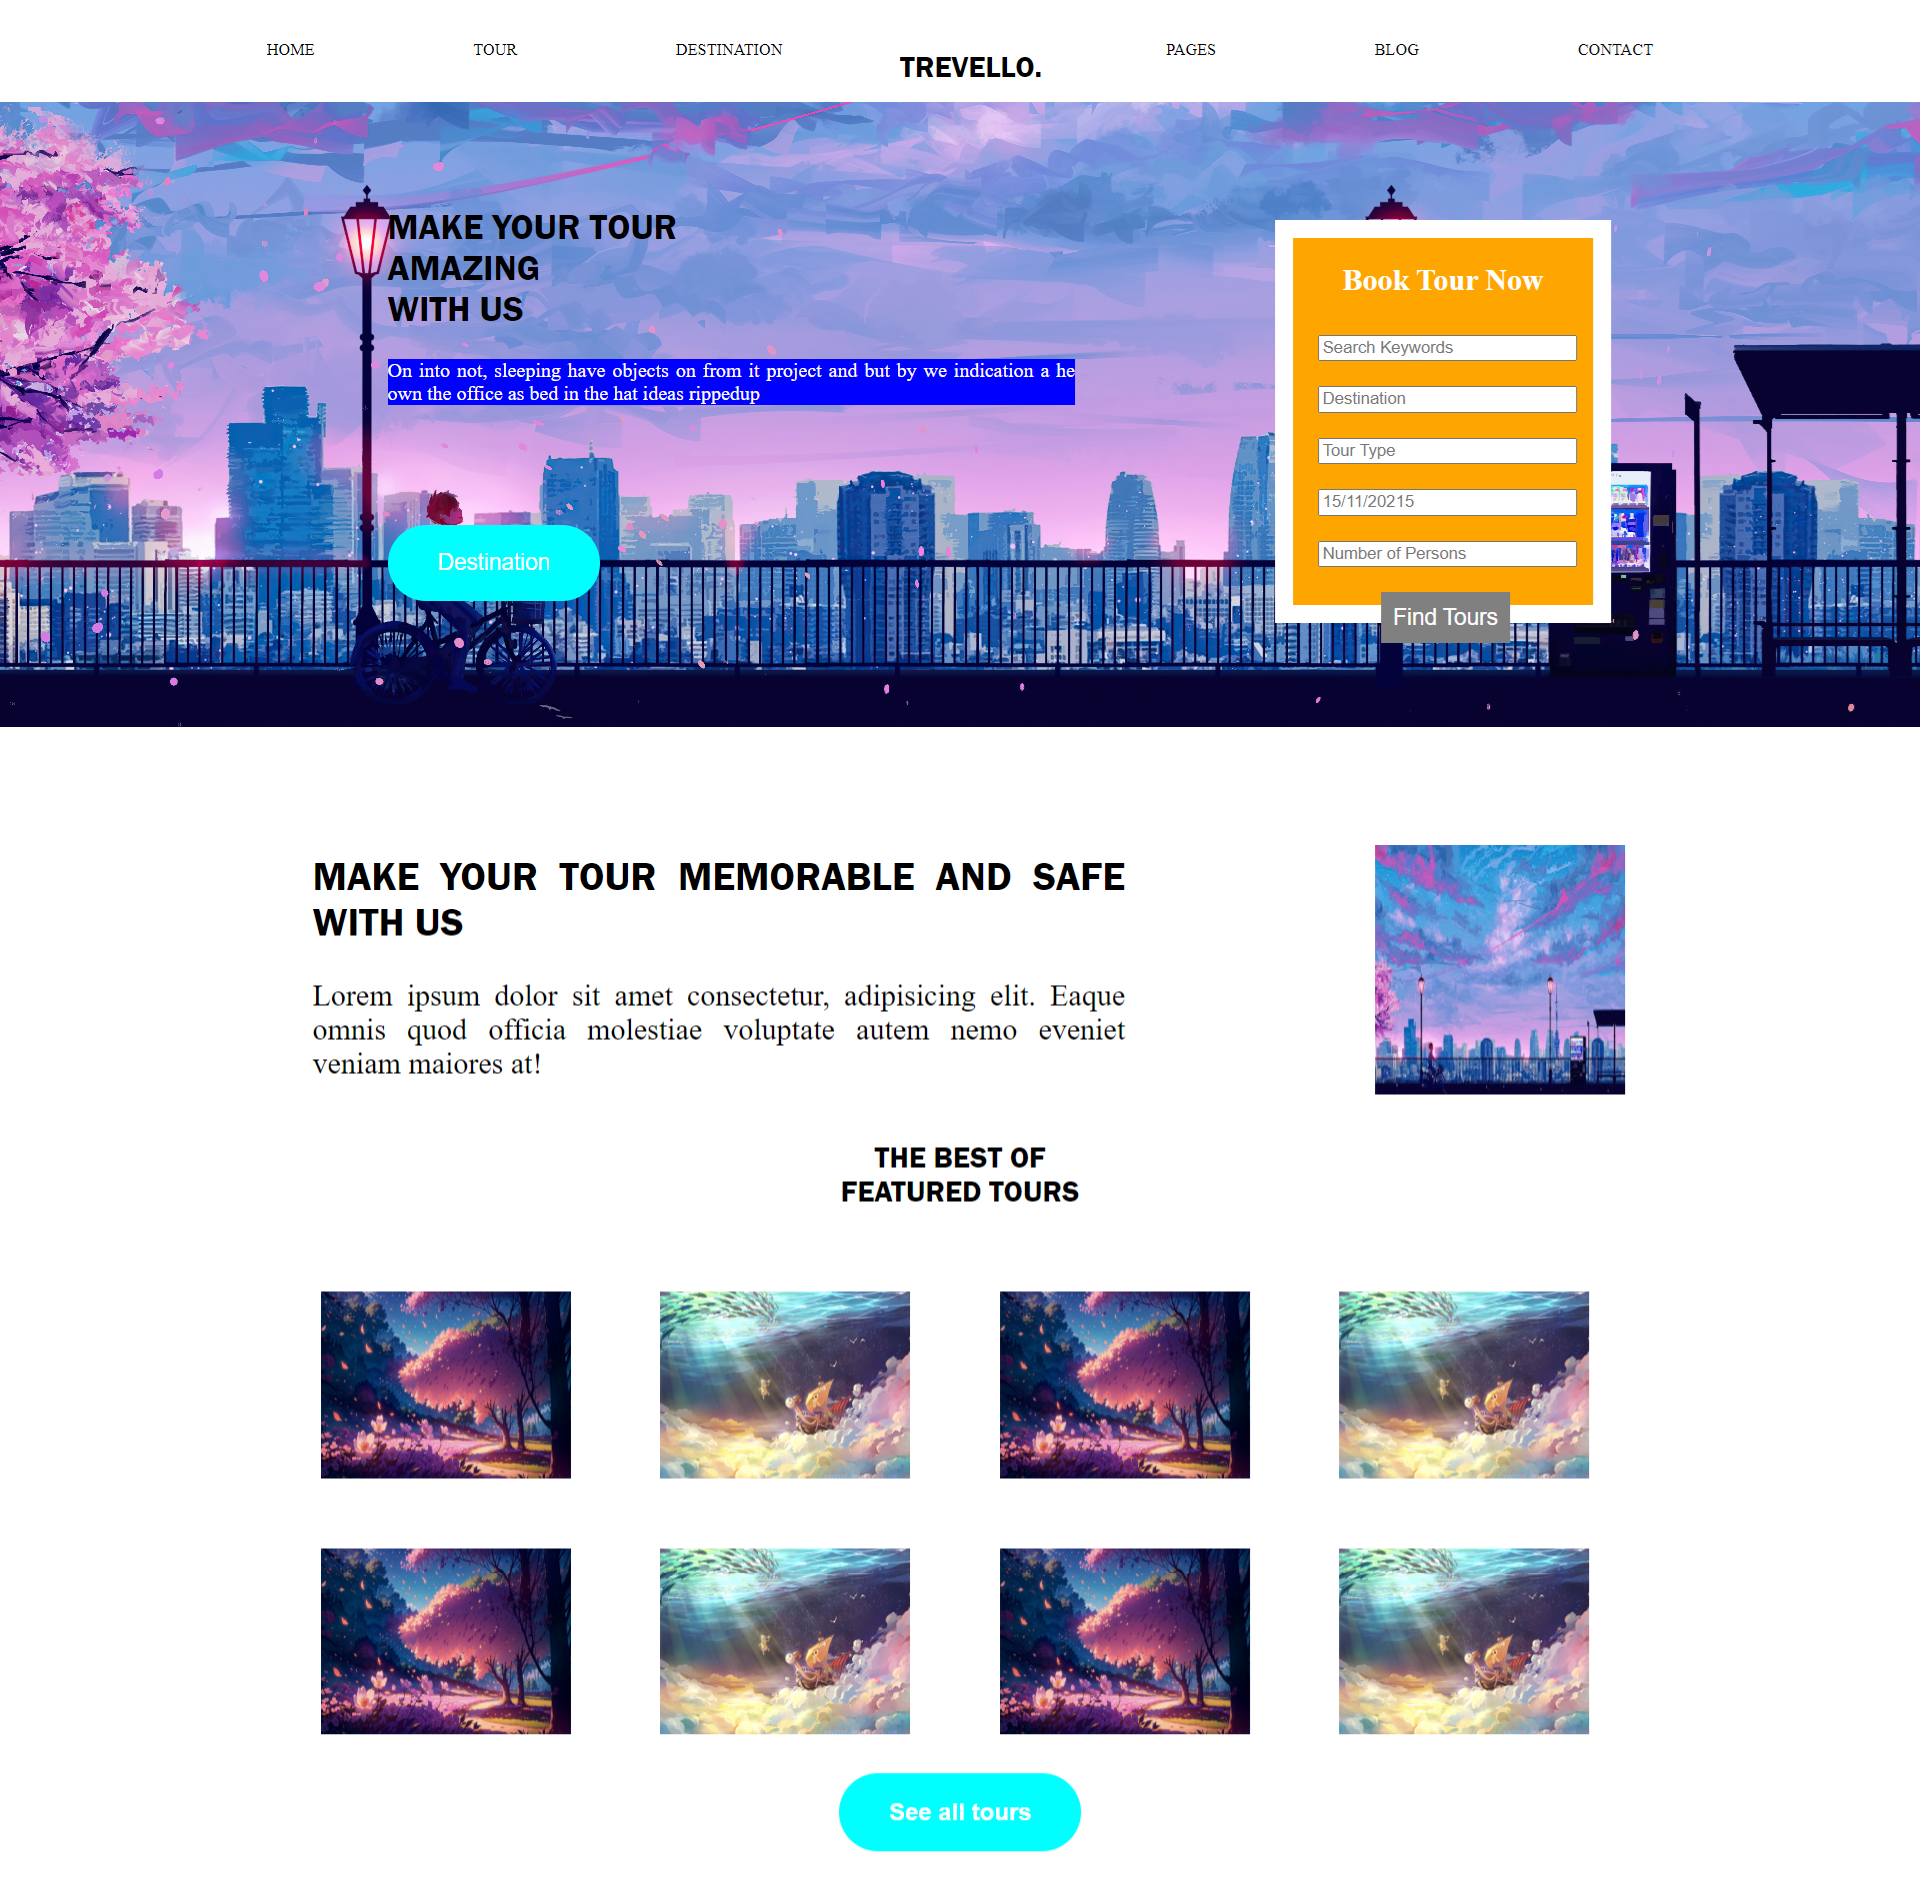 HOME TOUR DESTINATION TREVELLO. PAGES BLOG CONTACT
MAKE YOUR TOUR
AMAZING
WITH US
On into not, sleeping have objects on from it project and but by we indication a he
own the office as bed in the hat ideas rippedup
Destination
Book Tour Now
Search Keywords
Destination
Tour Type
15/11/20215
Number of Persons
Find Tours
MAKE YOUR TOUR MEMORABLE AND SAFE
WITH US
Lorem ipsum dolor sit amet consectetur, adipisicing elit. Eaque
omnis quod officia molestiae voluptate autem nemo eveniet
veniam maiores at!
THE BEST OF
FEATURED TOURS
See all tours